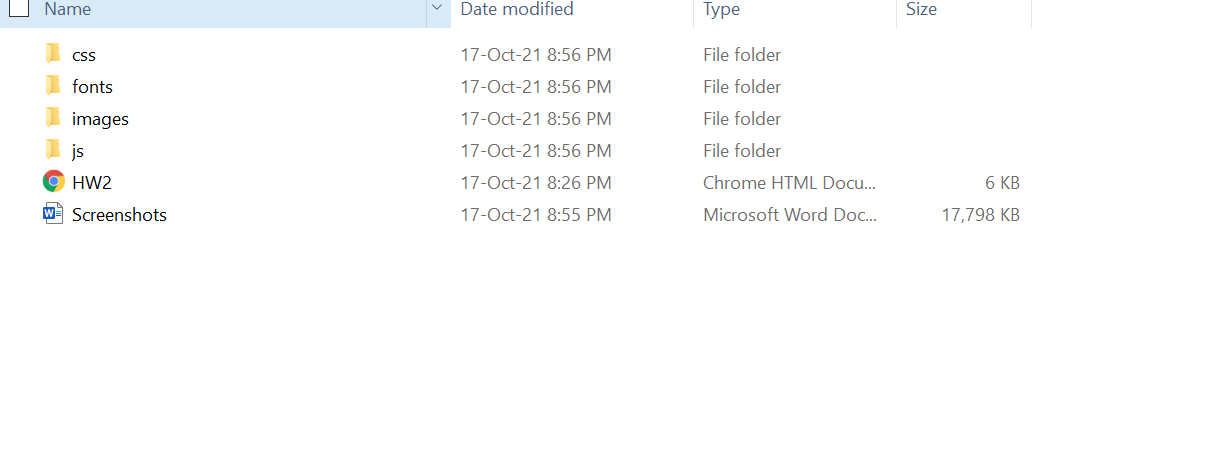 Name Date modified Type Size
css 17-Oct-21 8:56 PM File folder
fonts 17-Oct-21 8:56 PM File folder
images 17-Oct-21 8:56 PM File folder
js 17-Oct-21 8:56 PM File folder
HW2 17-Oct-21 8:26 PM Chrome HTML Docu... 6 KB
Screenshots 17-Oct-21 8:55 PM Microsoft Word Doc... 17,798 KB